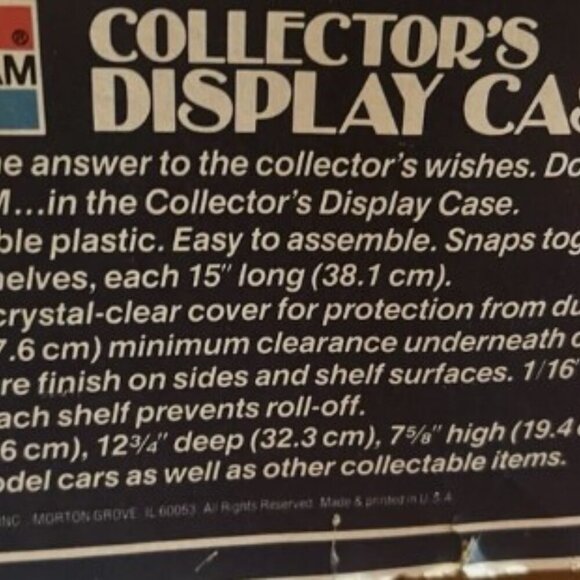 ®
AM
COLLECTOR'S
DISPLAY CAS
he answer to the collector's wishes. Do
M...in the Collector's Display Case.
ble plastic. Easy to assemble. Snaps tog
helves, each 15" long (38.1 cm).
crystal-clear cover for protection from du
7.6 cm) minimum clearance underneath c
re finish on sides and shelf surfaces. 1/16"
ach shelf prevents roll-off.
6 cm), 12¾" deep (32.3 cm), 7⅝" high (19.4 c
odel cars as well as other collectable items.
INC MORTON GROVE IL 60053 All Rights Reserved Made & printed in U.S.A.